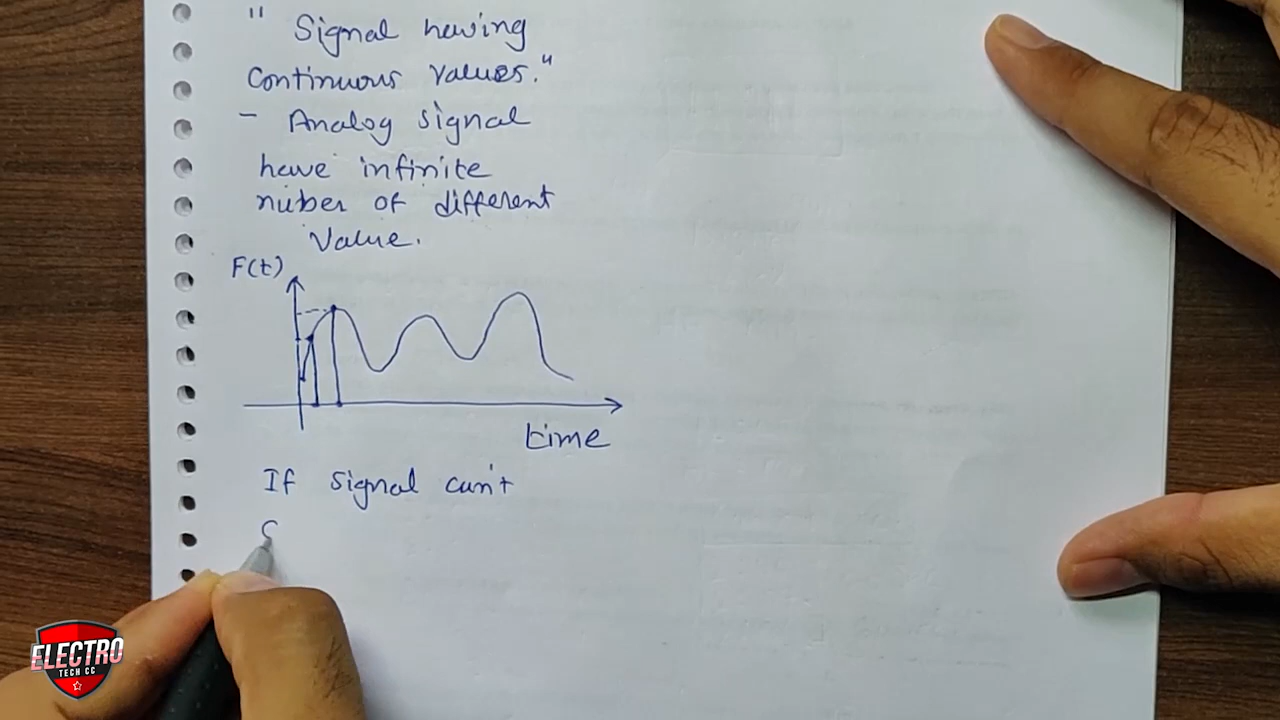 " Signal having
Continuous values."
- Analog signal
have infinite
nuber of different
Value.
F(t)
time
If signal can't
C
ELECTRO
TECH CC